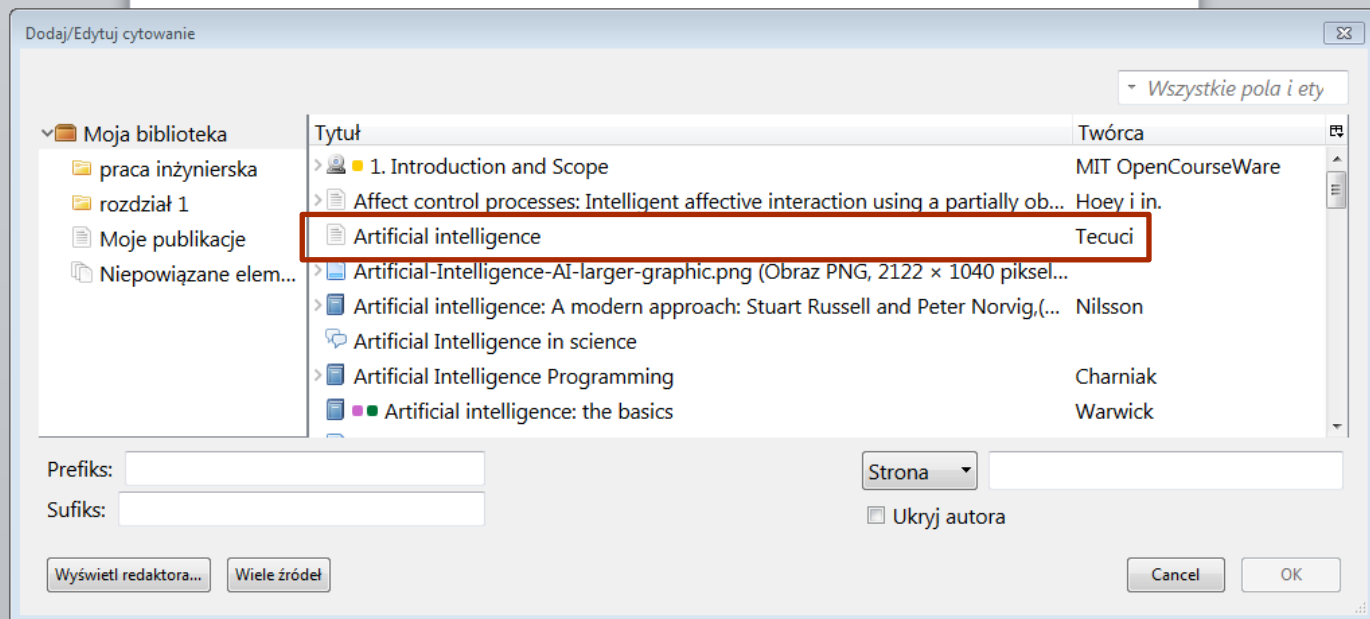 Dodaj/Edytuj cytowanie
Wszystkie pola i ety
Moja biblioteka
praca inżynierska
rozdział 1
Moje publikacje
Niepowiązane elem...
Tytuł Twórca
1. Introduction and Scope MIT OpenCourseWare
Affect control processes: Intelligent affective interaction using a partially ob... Hoey i in.
Artificial intelligence Tecuci
Artificial-Intelligence-AI-larger-graphic.png (Obraz PNG, 2122 × 1040 piksel...
Artificial intelligence: A modern approach: Stuart Russell and Peter Norvig,(... Nilsson
Artificial Intelligence in science
Artificial Intelligence Programming Charniak
Artificial intelligence: the basics Warwick
Prefiks: Strona
Sufiks: Ukryj autora
Wyświetl redaktora... Wiele źródeł Cancel OK